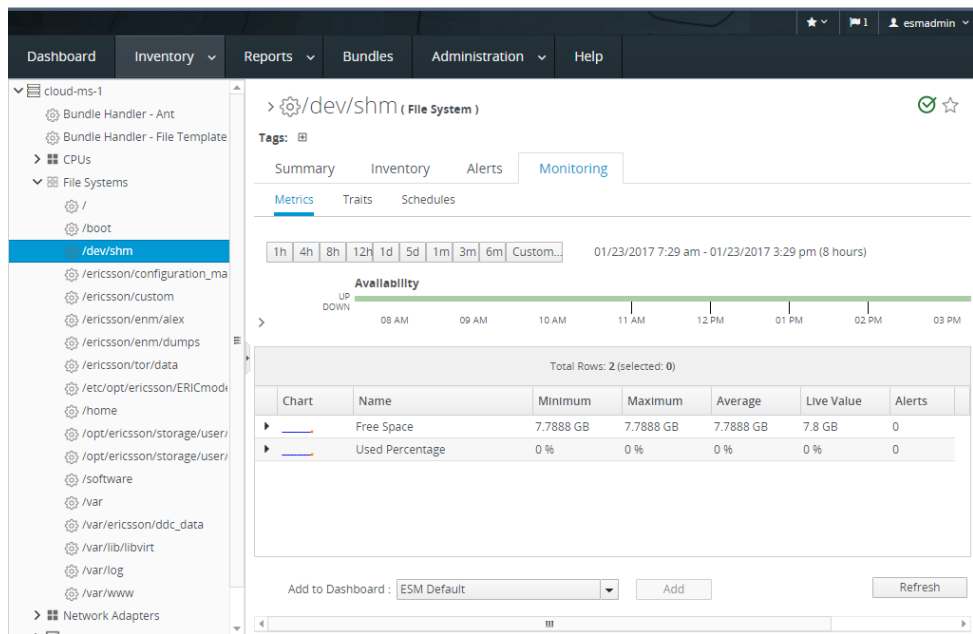 1 esmadmin
Dashboard Inventory Reports Bundles Administration Help
cloud-ms-1
Bundle Handler - Ant
Bundle Handler - File Template
CPUs
File Systems
/
/boot
/dev/shm
/ericsson/configuration_ma
/ericsson/custom
/ericsson/enm/alex
/ericsson/enm/dumps
/ericsson/tor/data
/etc/opt/ericsson/ERICmode
/home
/opt/ericsson/storage/user/
/opt/ericsson/storage/user/
/software
/var
/var/ericsson/ddc_data
/var/lib/libvirt
/var/log
/var/www
Network Adapters
/dev/shm ( File System )
Tags:
Summary Inventory Alerts Monitoring
Metrics Traits Schedules
1h 4h 8h 12h 1d 5d 1m 3m 6m Custom... 01/23/2017 7:29 am - 01/23/2017 3:29 pm (8 hours)
Availability
UP
DOWN
08 AM 09 AM 10 AM 11 AM 12 PM 01 PM 02 PM 03 PM
Total Rows: 2 (selected: 0)
Chart Name Minimum Maximum Average Live Value Alerts
Free Space 7.7888 GB 7.7888 GB 7.7888 GB 7.8 GB 0
Used Percentage 0 % 0 % 0 % 0 % 0
Add to Dashboard : ESM Default Add Refresh